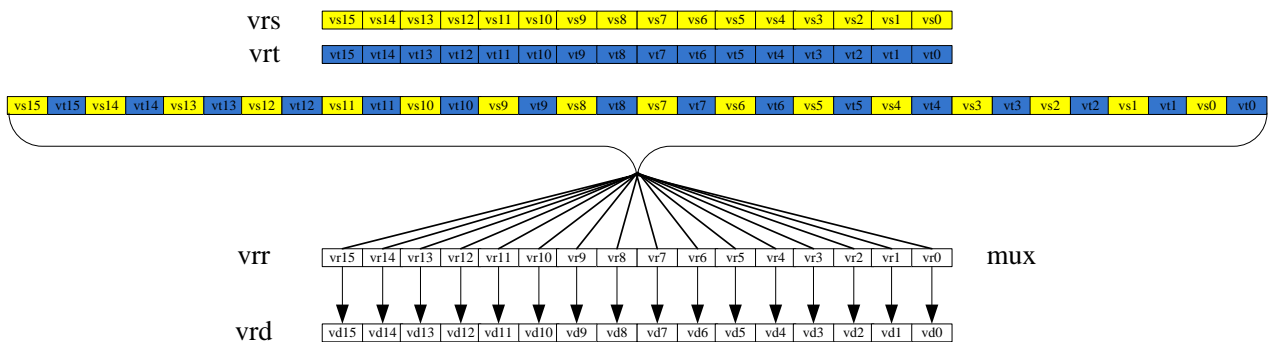 vrs vs15 vs14 vs13 vs12 vs11 vs10 vs9 vs8 vs7 vs6 vs5 vs4 vs3 vs2 vs1 vs0
vrt vt15 vt14 vt13 vt12 vt11 vt10 vt9 vt8 vt7 vt6 vt5 vt4 vt3 vt2 vt1 vt0
vs15 vt15 vs14 vt14 vs13 vt13 vs12 vt12 vs11 vt11 vs10 vt10 vs9 vt9 vs8 vt8 vs7 vt7 vs6 vt6 vs5 vt5 vs4 vt4 vs3 vt3 vs2 vt2 vs1 vt1 vs0 vt0
vrr vr15 vr14 vr13 vr12 vr11 vr10 vr9 vr8 vr7 vr6 vr5 vr4 vr3 vr2 vr1 vr0 mux
vrd vd15 vd14 vd13 vd12 vd11 vd10 vd9 vd8 vd7 vd6 vd5 vd4 vd3 vd2 vd1 vd0